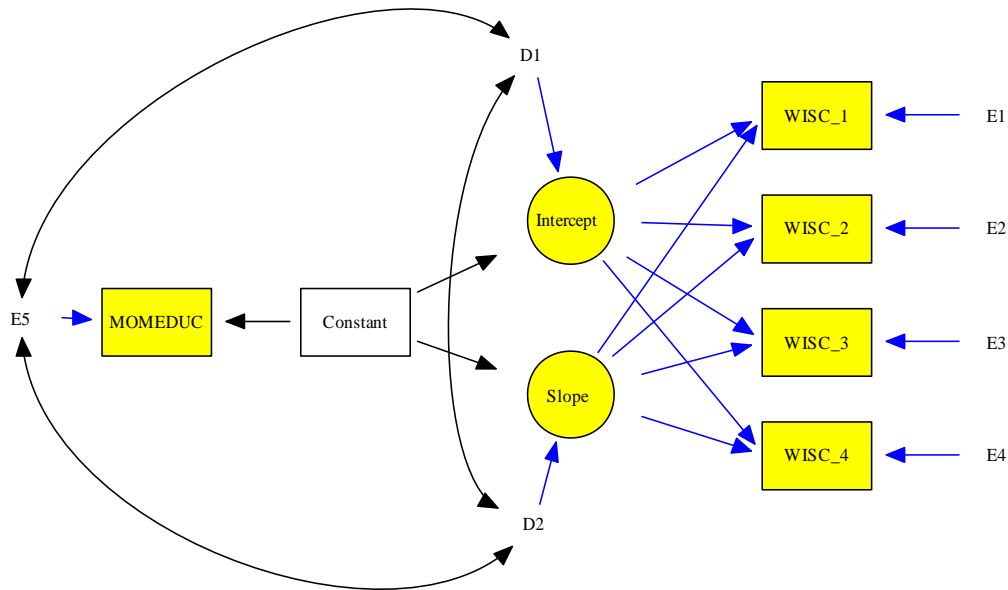 D1
WISC_1
E1
Intercept
WISC_2
E2
E5
MOMEDUC
Constant
WISC_3
E3
Slope
WISC_4
E4
D2